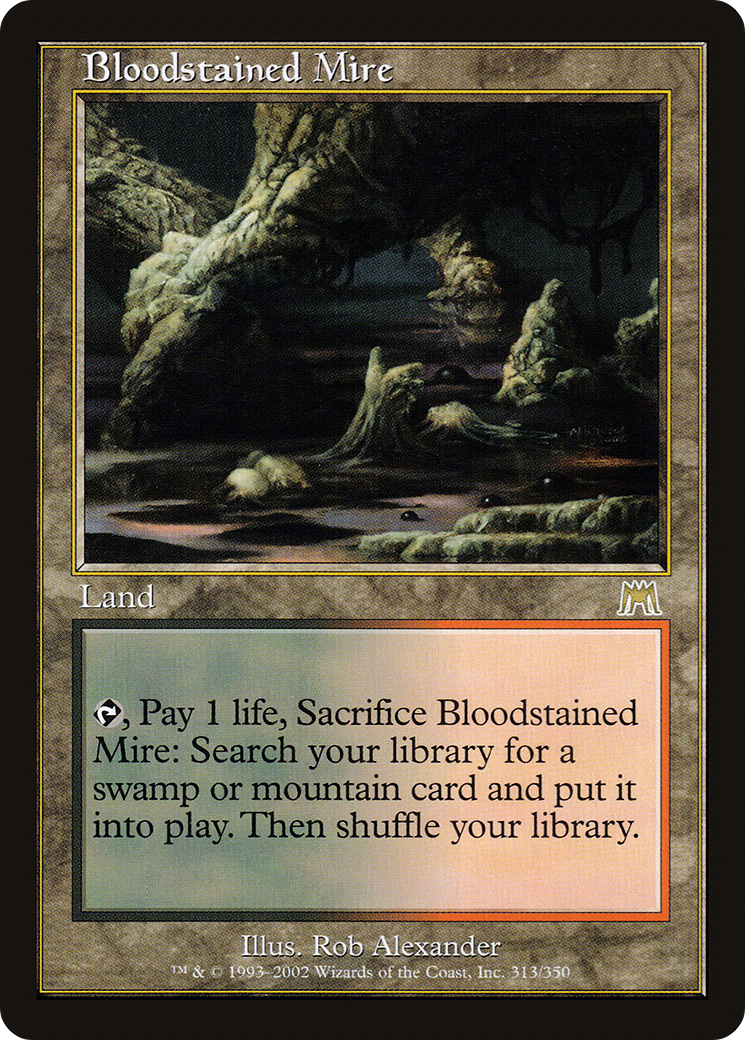 Bloodstained Mire
Land
, Pay 1 life, Sacrifice Bloodstained
Mire: Search your library for a
swamp or mountain card and put it
into play. Then shuffle your library.
Illus. Rob Alexander
™ & © 1993–2002 Wizards of the Coast, Inc. 313/350